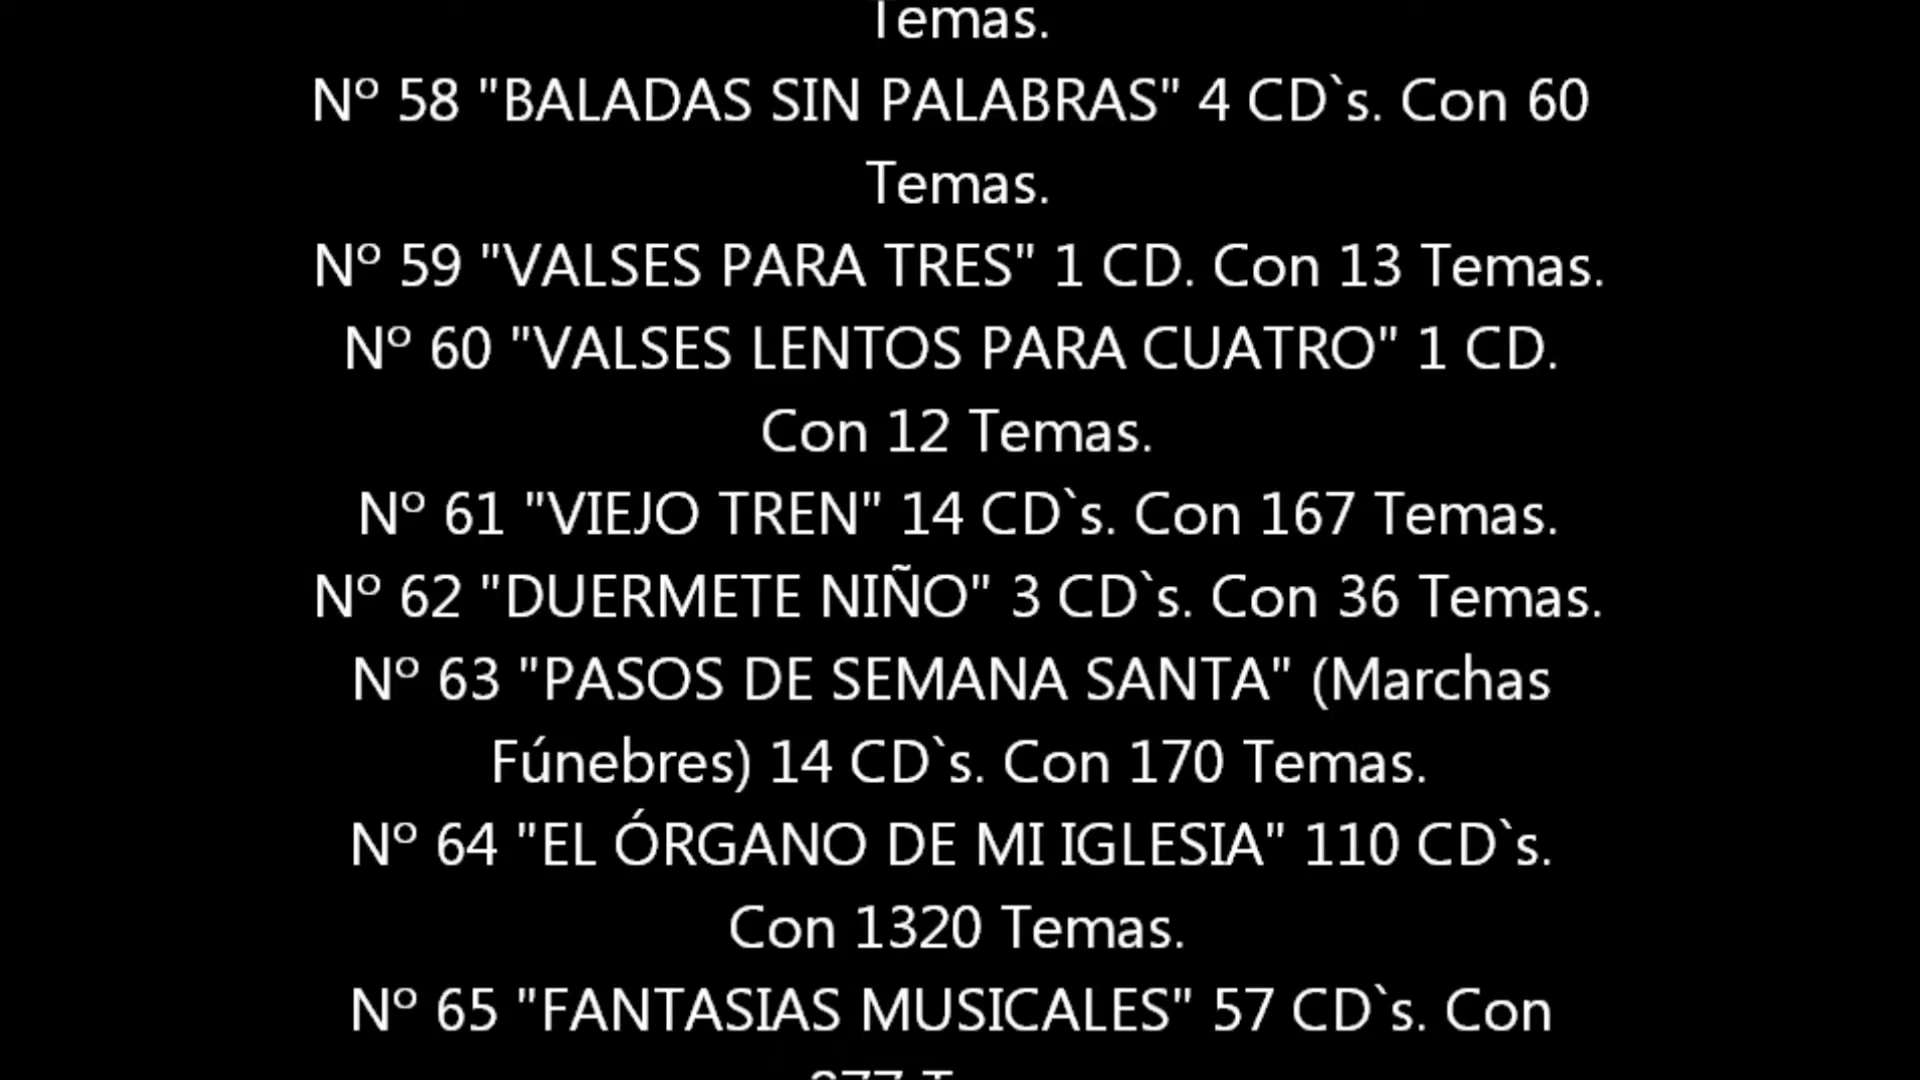 Temas.
Nº 58 "BALADAS SIN PALABRAS" 4 CD`s. Con 60
Temas.
Nº 59 "VALSES PARA TRES" 1 CD. Con 13 Temas.
Nº 60 "VALSES LENTOS PARA CUATRO" 1 CD.
Con 12 Temas.
Nº 61 "VIEJO TREN" 14 CD`s. Con 167 Temas.
Nº 62 "DUERMETE NIÑO" 3 CD`s. Con 36 Temas.
Nº 63 "PASOS DE SEMANA SANTA" (Marchas
Fúnebres) 14 CD`s. Con 170 Temas.
Nº 64 "EL ÓRGANO DE MI IGLESIA" 110 CD`s.
Con 1320 Temas.
Nº 65 "FANTASIAS MUSICALES" 57 CD`s. Con